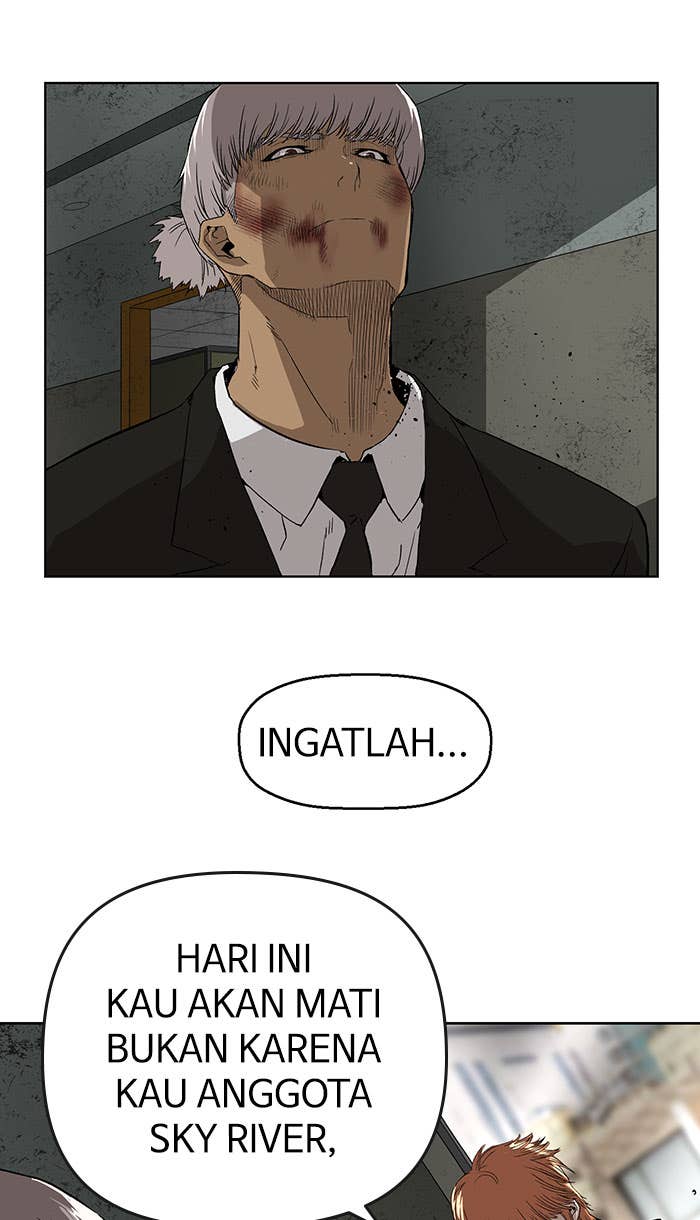 INGATLAH...
HARI INI
KAU AKAN MATI
BUKAN KARENA
KAU ANGGOTA
SKY RIVER,